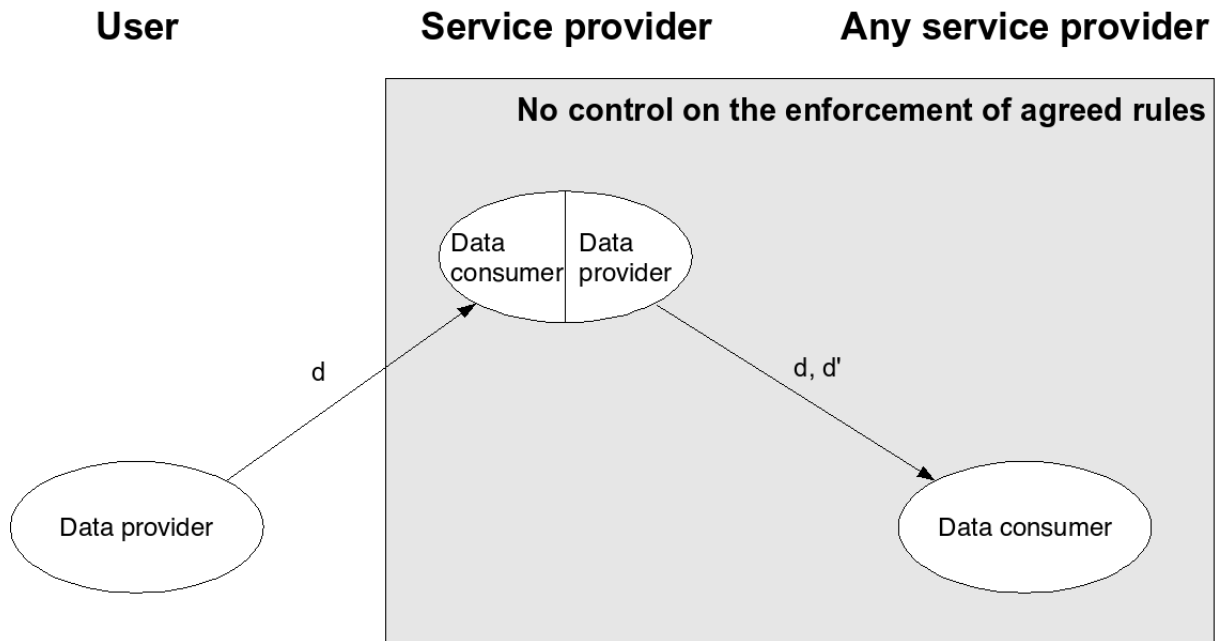 User
Service provider
Any service provider
No control on the enforcement of agreed rules
Data
consumer
Data
provider
d
d, d'
Data provider
Data consumer